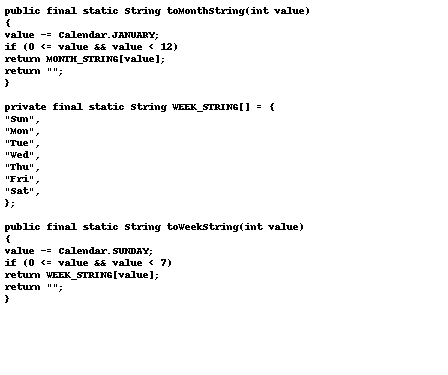 public final static String toMonthString(int value)
{
value -= Calendar.JANUARY;
if (0 <= value && value < 12)
return MONTH_STRING[value];
return "";
}
private final static String WEEK_STRING[] = {
"Sun",
"Mon",
"Tue",
"Wed",
"Thu",
"Fri",
"Sat",
};
public final static String toWeekString(int value)
{
value -= Calendar.SUNDAY;
if (0 <= value && value < 7)
return WEEK_STRING[value];
return "";
}